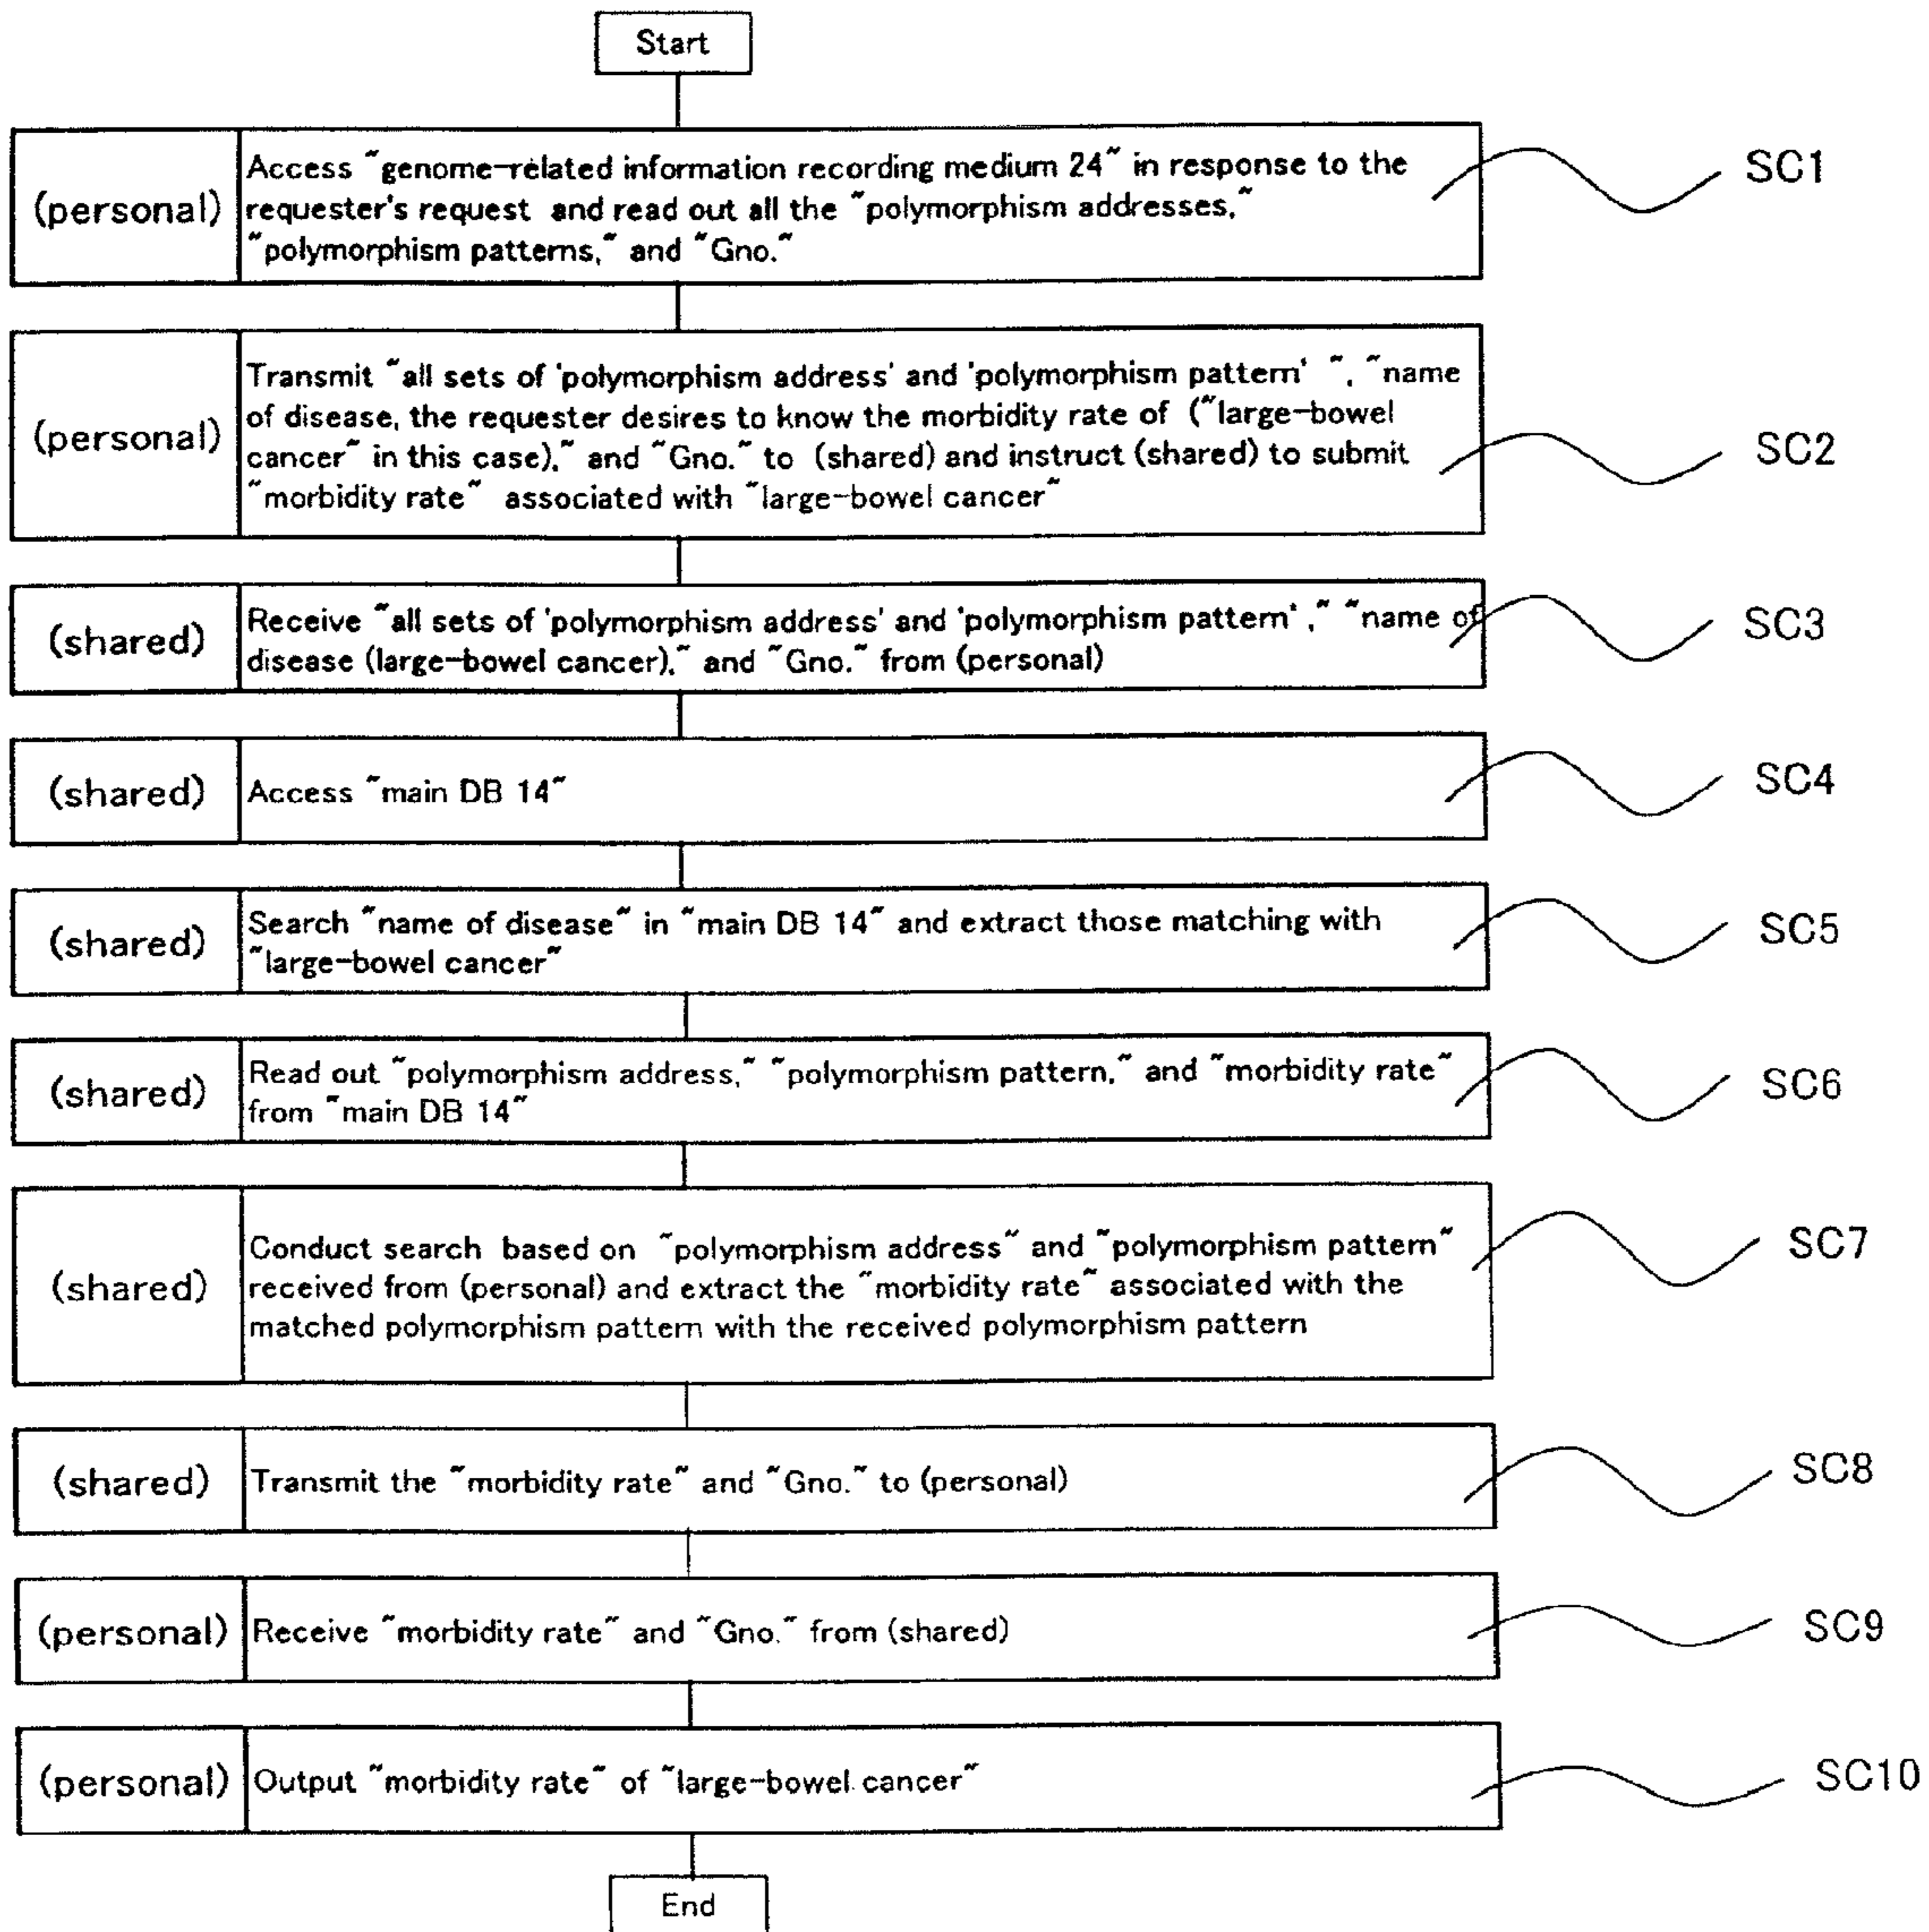 Start
(personal)
Access "genome-related information recording medium 24" in response to the
requester's request and read out all the "polymorphism addresses,"
"polymorphism patterns," and "Gno."
SC1
(personal)
Transmit "all sets of 'polymorphism address' and 'polymorphism pattern' ", "name
of disease, the requester desires to know the morbidity rate of ("large-bowel
cancer" in this case)," and "Gno." to (shared) and instruct (shared) to submit
"morbidity rate" associated with "large-bowel cancer"
SC2
(shared)
Receive "all sets of 'polymorphism address' and 'polymorphism pattern'," "name of
disease (large-bowel cancer)," and "Gno." from (personal)
SC3
(shared)
Access "main DB 14"
SC4
(shared)
Search "name of disease" in "main DB 14" and extract those matching with
"large-bowel cancer"
SC5
(shared)
Read out "polymorphism address," "polymorphism pattern," and "morbidity rate"
from "main DB 14"
SC6
(shared)
Conduct search based on "polymorphism address" and "polymorphism pattern"
received from (personal) and extract the "morbidity rate" associated with the
matched polymorphism pattern with the received polymorphism pattern
SC7
(shared)
Transmit the "morbidity rate" and "Gno." to (personal)
SC8
(personal)
Receive "morbidity rate" and "Gno." from (shared)
SC9
(personal)
Output "morbidity rate" of "large-bowel cancer"
SC10
End